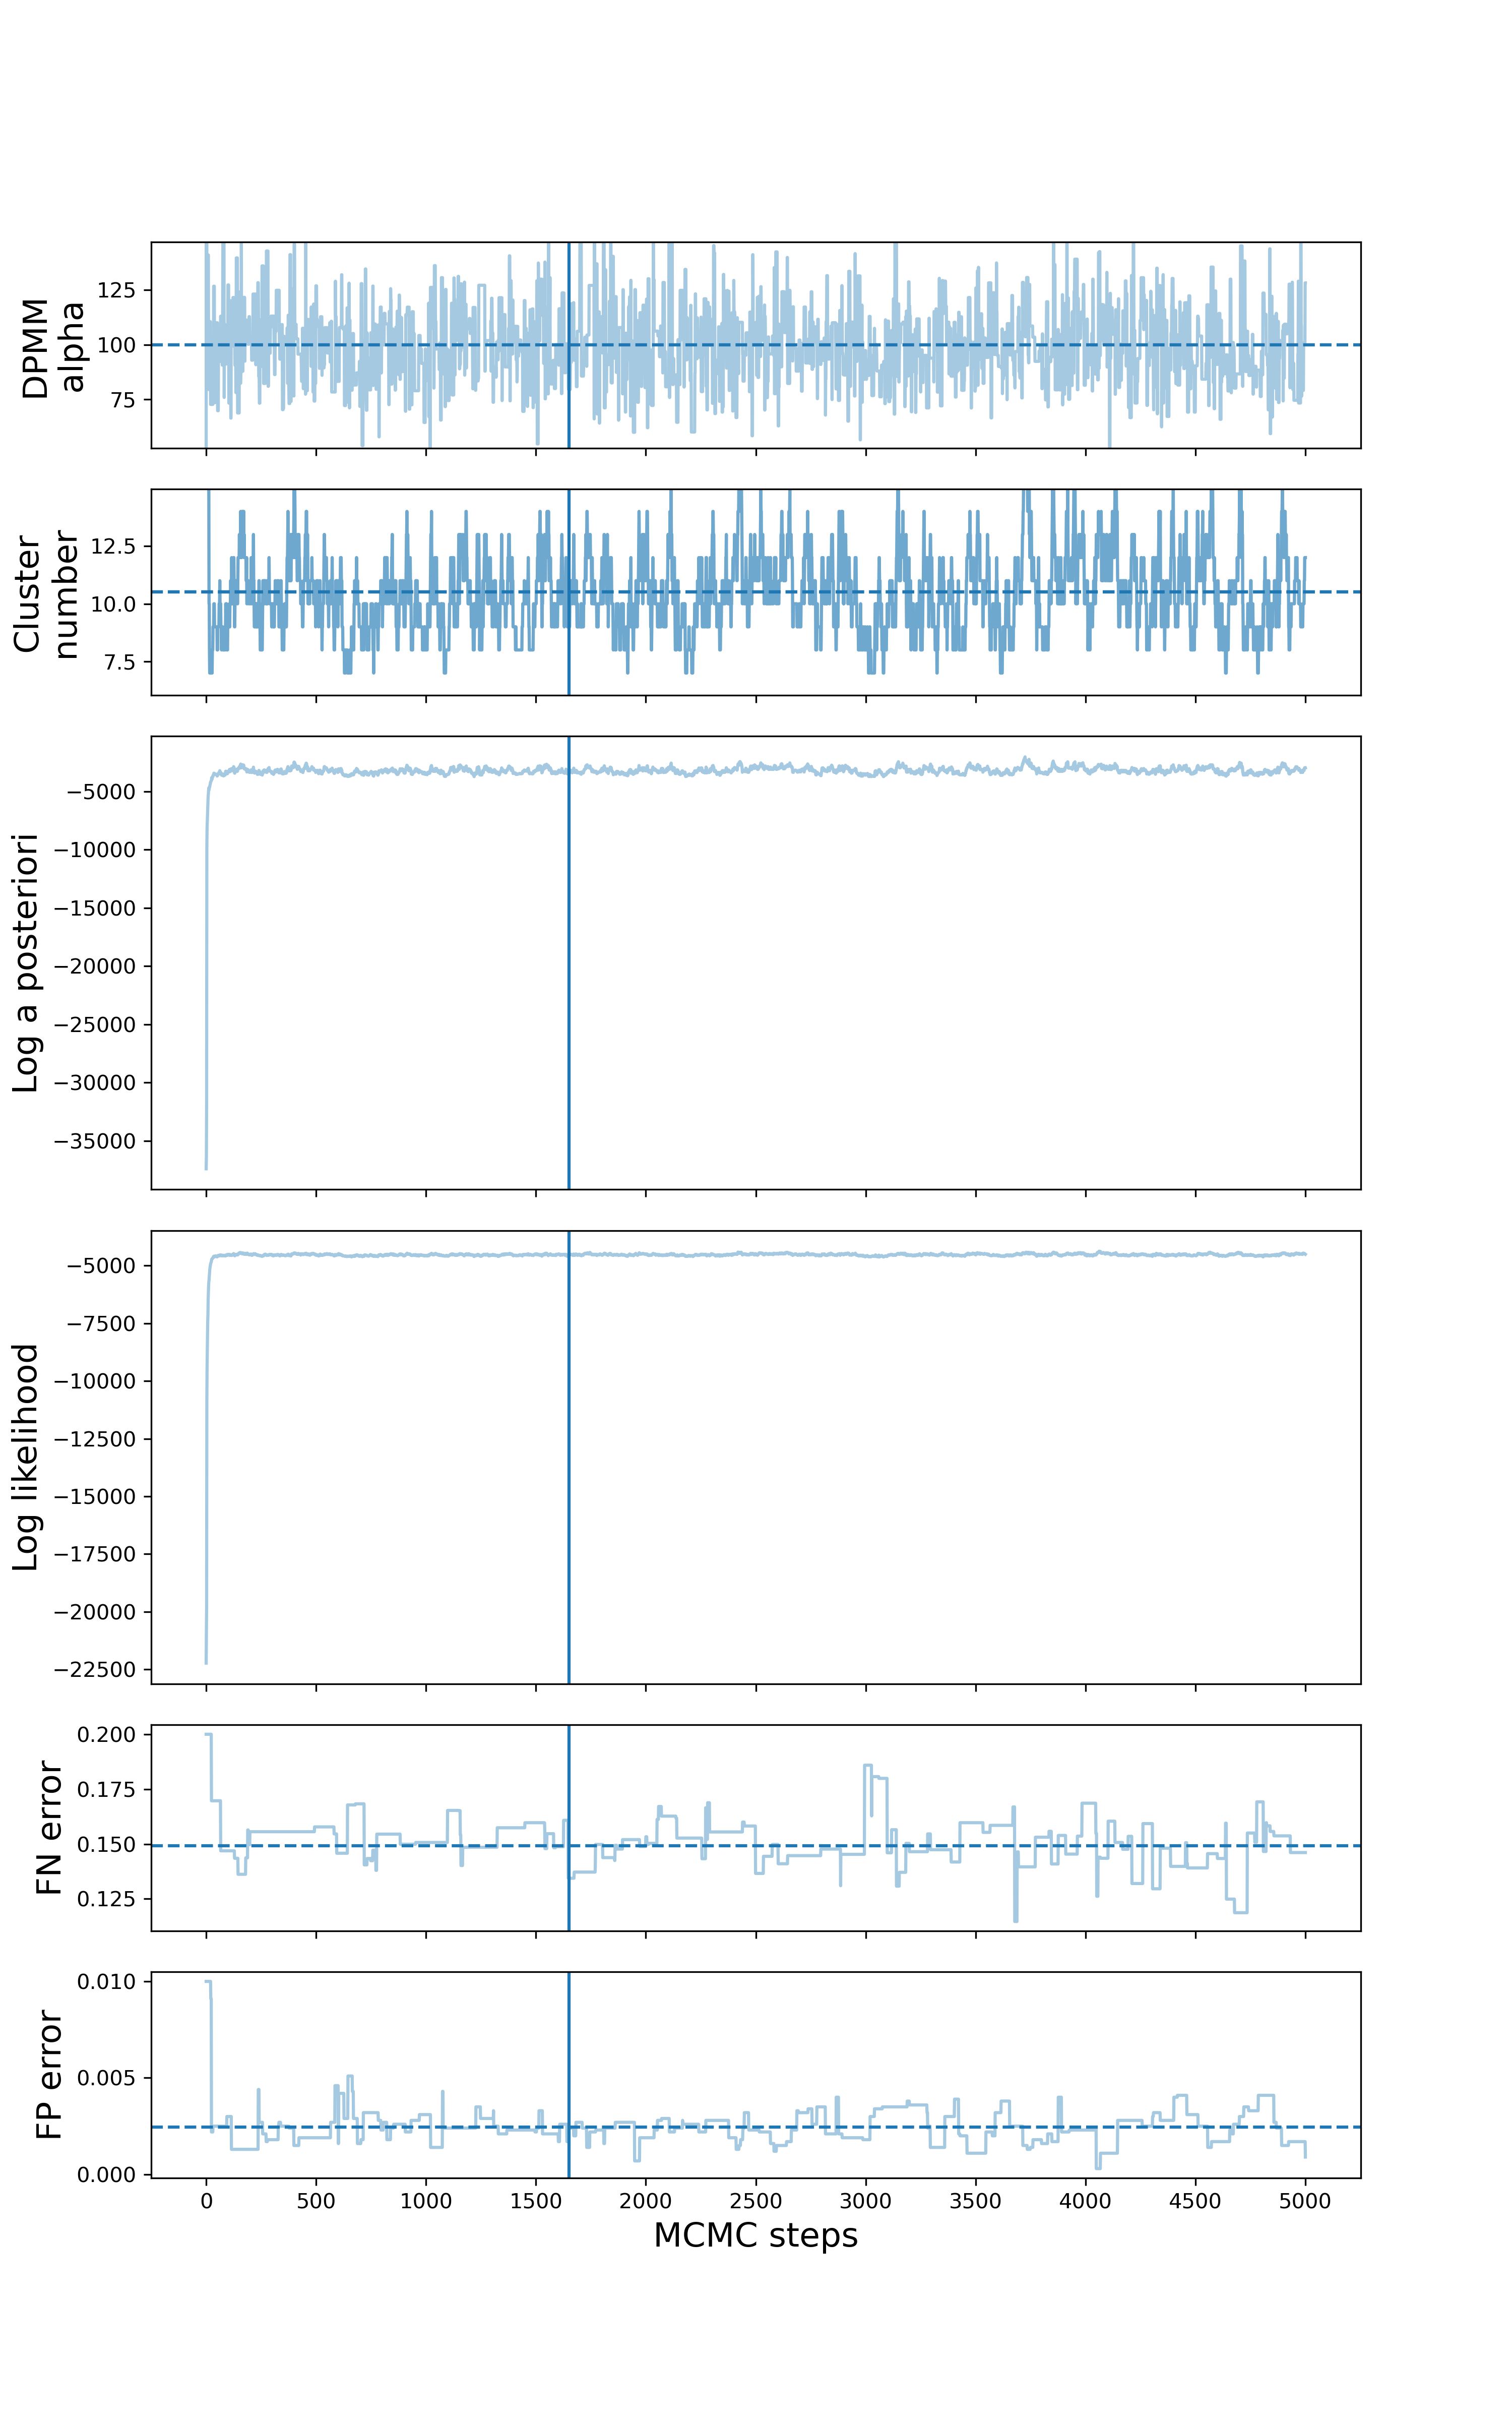 DPMM
alpha
125
100
75
Cluster
number
12.5
10.0
7.5
Log a posteriori
−5000
−10000
−15000
−20000
−25000
−30000
−35000
Log likelihood
−5000
−7500
−10000
−12500
−15000
−17500
−20000
−22500
FN error
0.200
0.175
0.150
0.125
FP error
0.010
0.005
0.000
0 500 1000 1500 2000 2500 3000 3500 4000 4500 5000
MCMC steps